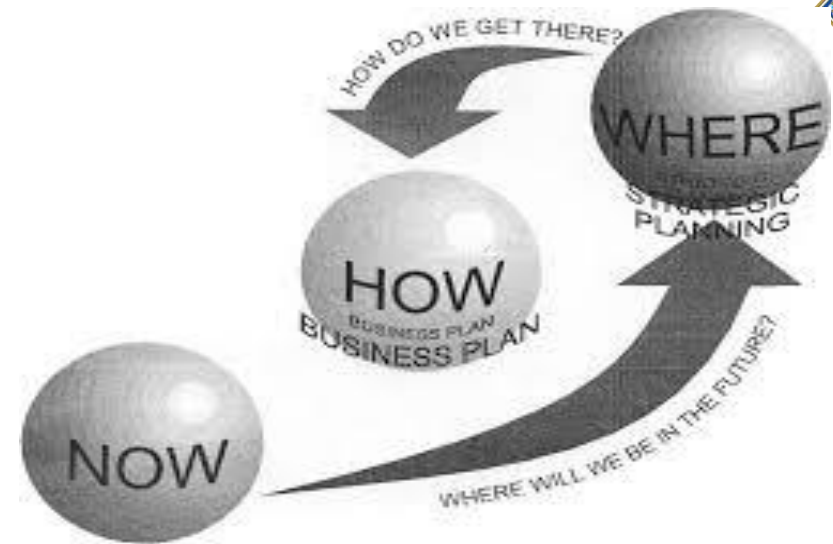 HOW DO WE GET THERE?
WHERE
STRATEGIC
PLANNING
HOW
BUSINESS PLAN
BUSINESS PLAN
NOW
WHERE WILL WE BE IN THE FUTURE?